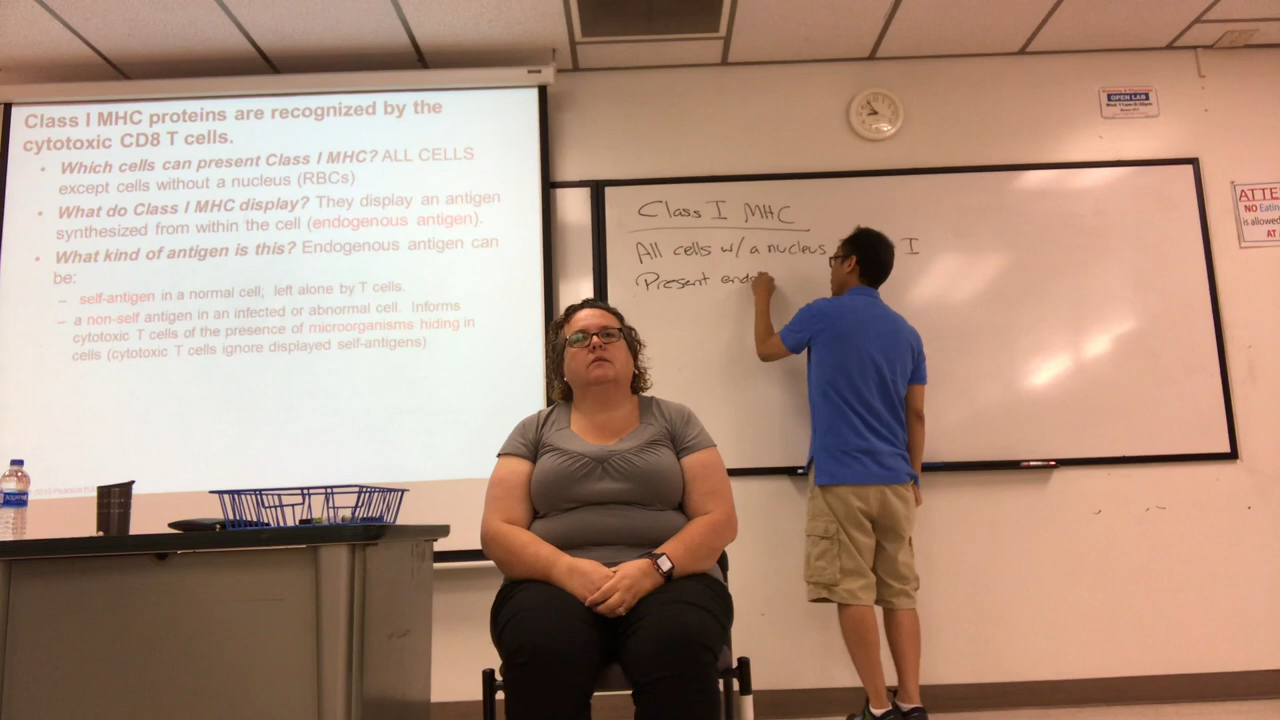 Class I MHC proteins are recognized by the
cytotoxic CD8 T cells.
• Which cells can present Class I MHC? ALL CELLS
except cells without a nucleus (RBCs)
• What do Class I MHC display? They display an antigen
synthesized from within the cell (endogenous antigen).
• What kind of antigen is this? Endogenous antigen can
be:
– self-antigen in a normal cell; left alone by T cells.
– a non-self antigen in an infected or abnormal cell. Informs
cytotoxic T cells of the presence of microorganisms hiding in
cells (cytotoxic T cells ignore displayed self-antigens)
Class I MHC
All cells w/ a nucleus I
Present endo
OPEN LAB
ATTE
NO Eatin
is allowed
AT